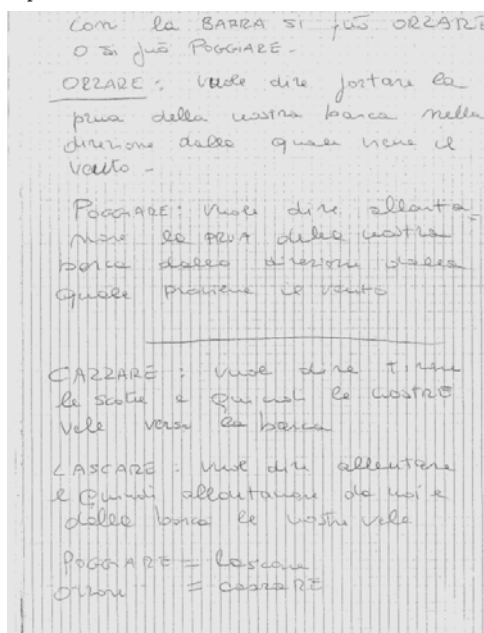 con la BARRA SI può ORZARE
O si può POGGIARE -
ORZARE : vuole dire portare la
prua della nostra barca nella
direzione dalla quale viene il
vento -
POGGIARE : vuole dire allonta-
nare la PRUA della nostra
barca dalla direzione dalla
quale proviene il vento
CAZZARE : vuole dire tirare
le scotte e quindi le nostre
vele verso la barca
LASCARE : vuole dire allentare
e quindi allontanare da noi e
dalla barca le nostre vele
POGGIARE = lascare
orzare = cazzaRE